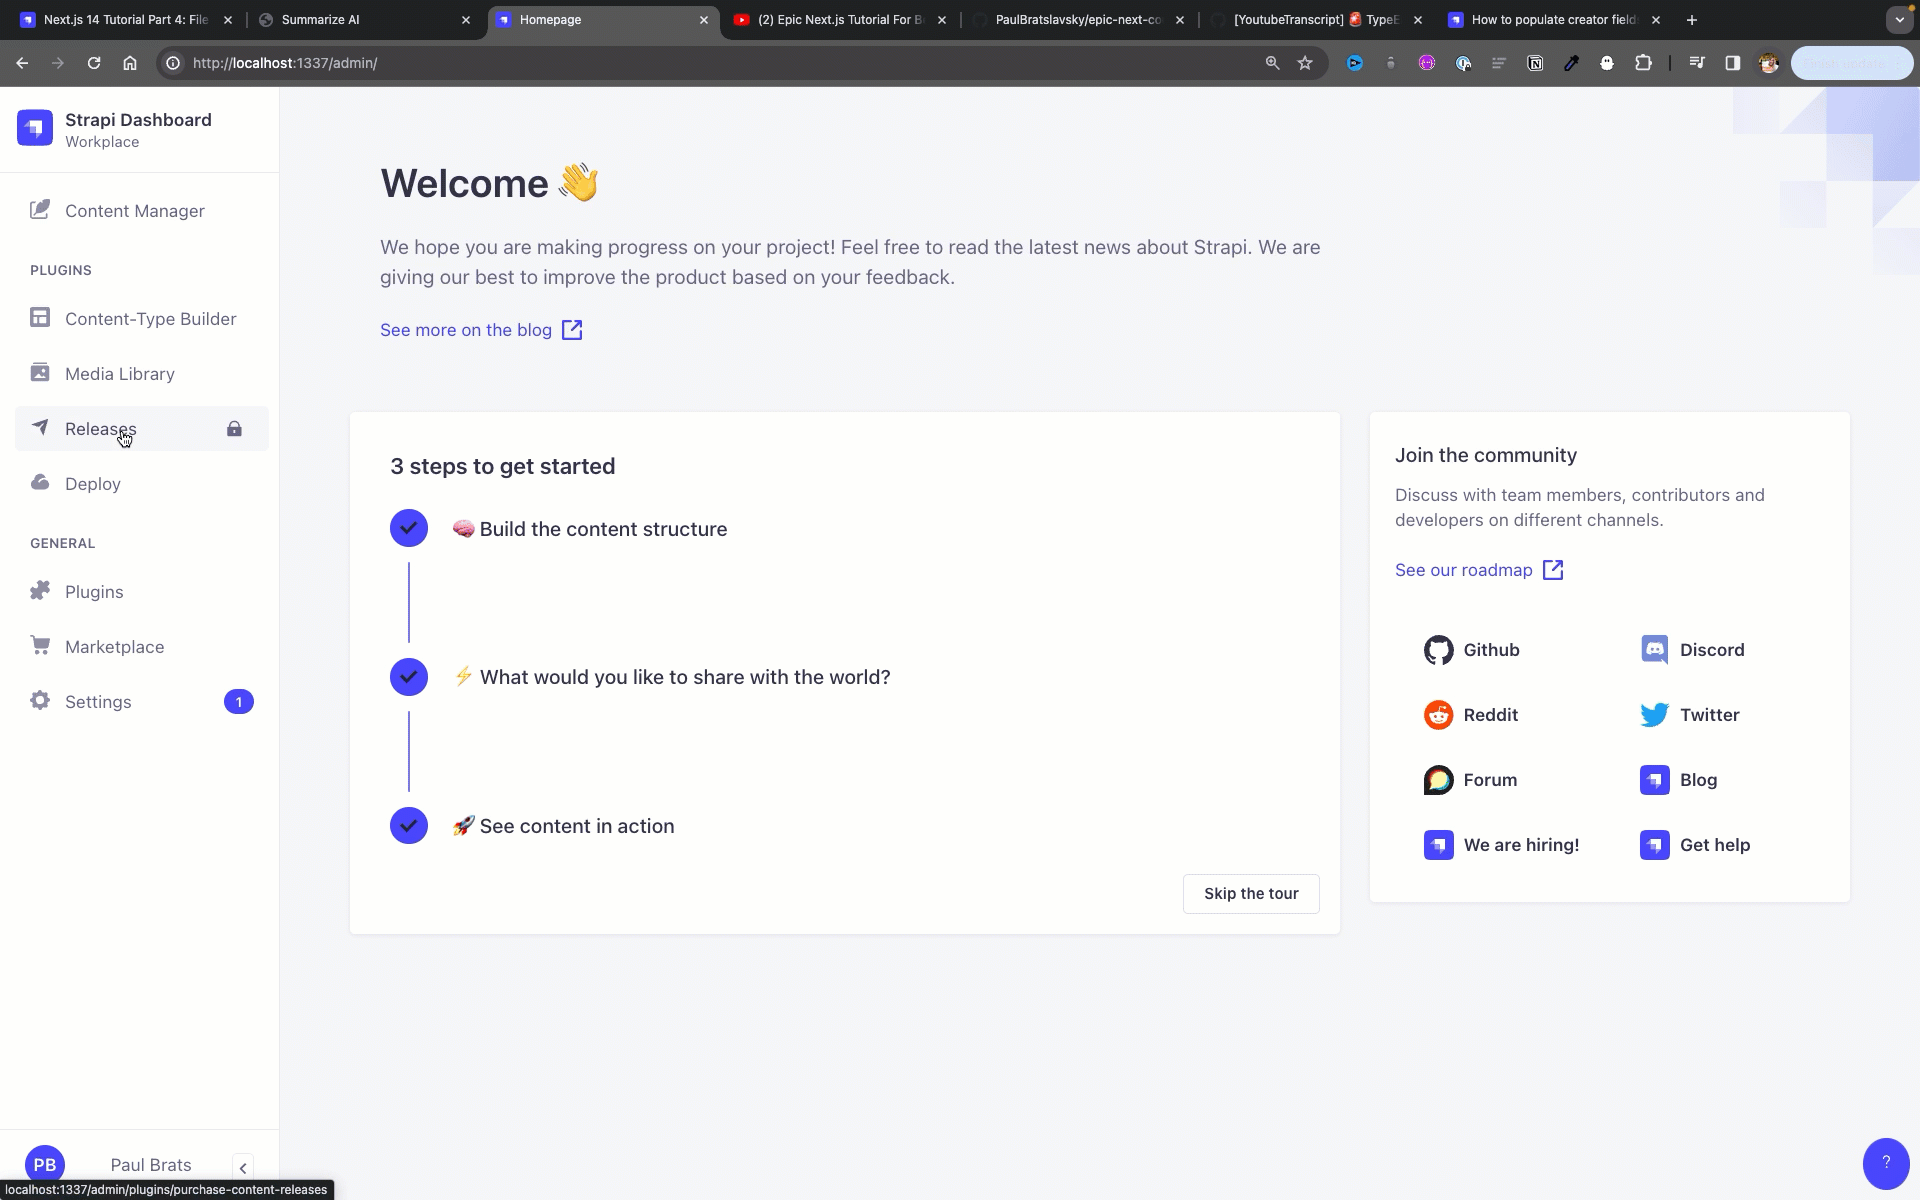 Next.js 14 Tutorial Part 4: File
Summarize AI
Homepage
(2) Epic Next.js Tutorial For B
PaulBratslavsky/epic-next-co
[YoutubeTranscript] 🚨 TypeE
How to populate creator field
http://localhost:1337/admin/
Strapi Dashboard
Workplace
Content Manager
PLUGINS
Content-Type Builder
Media Library
Releases
Deploy
GENERAL
Plugins
Marketplace
Settings
1
PB
Paul Brats
localhost:1337/admin/plugins/purchase-content-releases
Welcome 👋
We hope you are making progress on your project! Feel free to read the latest news about Strapi. We are
giving our best to improve the product based on your feedback.
See more on the blog
3 steps to get started
🧠 Build the content structure
⚡ What would you like to share with the world?
🚀 See content in action
Skip the tour
Join the community
Discuss with team members, contributors and
developers on different channels.
See our roadmap
Github
Discord
Reddit
Twitter
Forum
Blog
We are hiring!
Get help
?